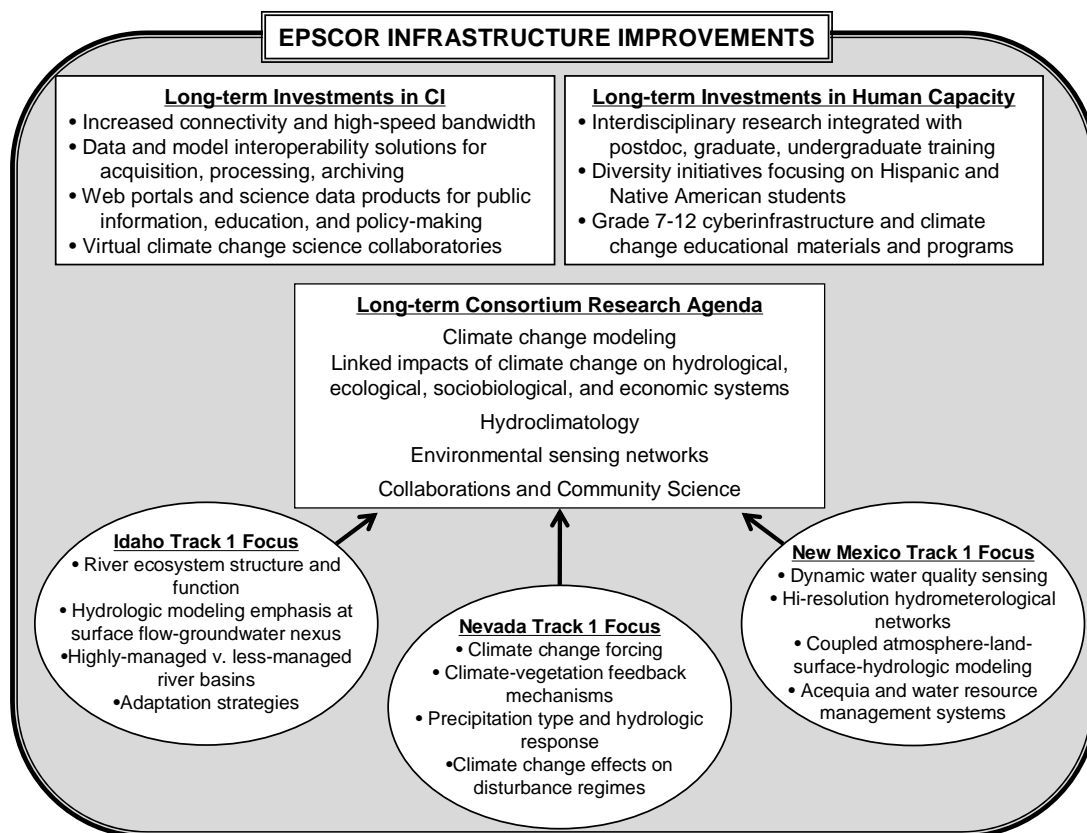 EPSCOR INFRASTRUCTURE IMPROVEMENTS
Long-term Investments in CI
• Increased connectivity and high-speed bandwidth
• Data and model interoperability solutions for
acquisition, processing, archiving
• Web portals and science data products for public
information, education, and policy-making
• Virtual climate change science collaboratories
Long-term Investments in Human Capacity
• Interdisciplinary research integrated with
postdoc, graduate, undergraduate training
• Diversity initiatives focusing on Hispanic and
Native American students
• Grade 7-12 cyberinfrastructure and climate
change educational materials and programs
Long-term Consortium Research Agenda
Climate change modeling
Linked impacts of climate change on hydrological,
ecological, sociobiological, and economic systems
Hydroclimatology
Environmental sensing networks
Collaborations and Community Science
Idaho Track 1 Focus
• River ecosystem structure and
function
• Hydrologic modeling emphasis at
surface flow-groundwater nexus
•Highly-managed v. less-managed
river basins
•Adaptation strategies
Nevada Track 1 Focus
• Climate change forcing
• Climate-vegetation feedback
mechanisms
• Precipitation type and hydrologic
response
•Climate change effects on
disturbance regimes
New Mexico Track 1 Focus
• Dynamic water quality sensing
• Hi-resolution hydrometerological
networks
• Coupled atmosphere-land-
surface-hydrologic modeling
• Acequia and water resource
management systems